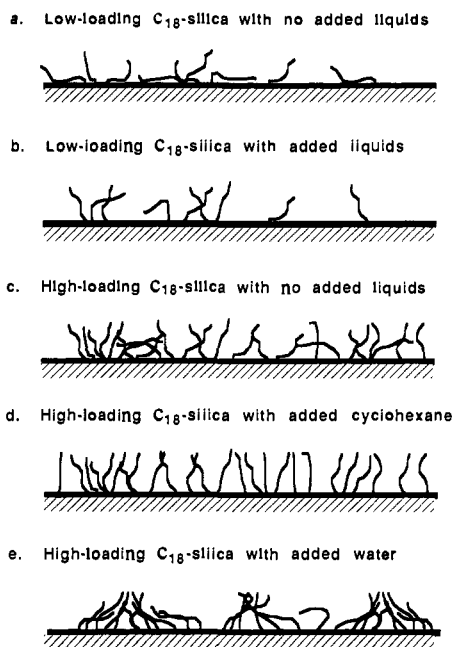 a. Low-loading C18-silica with no added liquids
b. Low-loading C18-silica with added liquids
c. High-loading C18-silica with no added liquids
d. High-loading C18-silica with added cyclohexane
e. High-loading C18-silica with added water